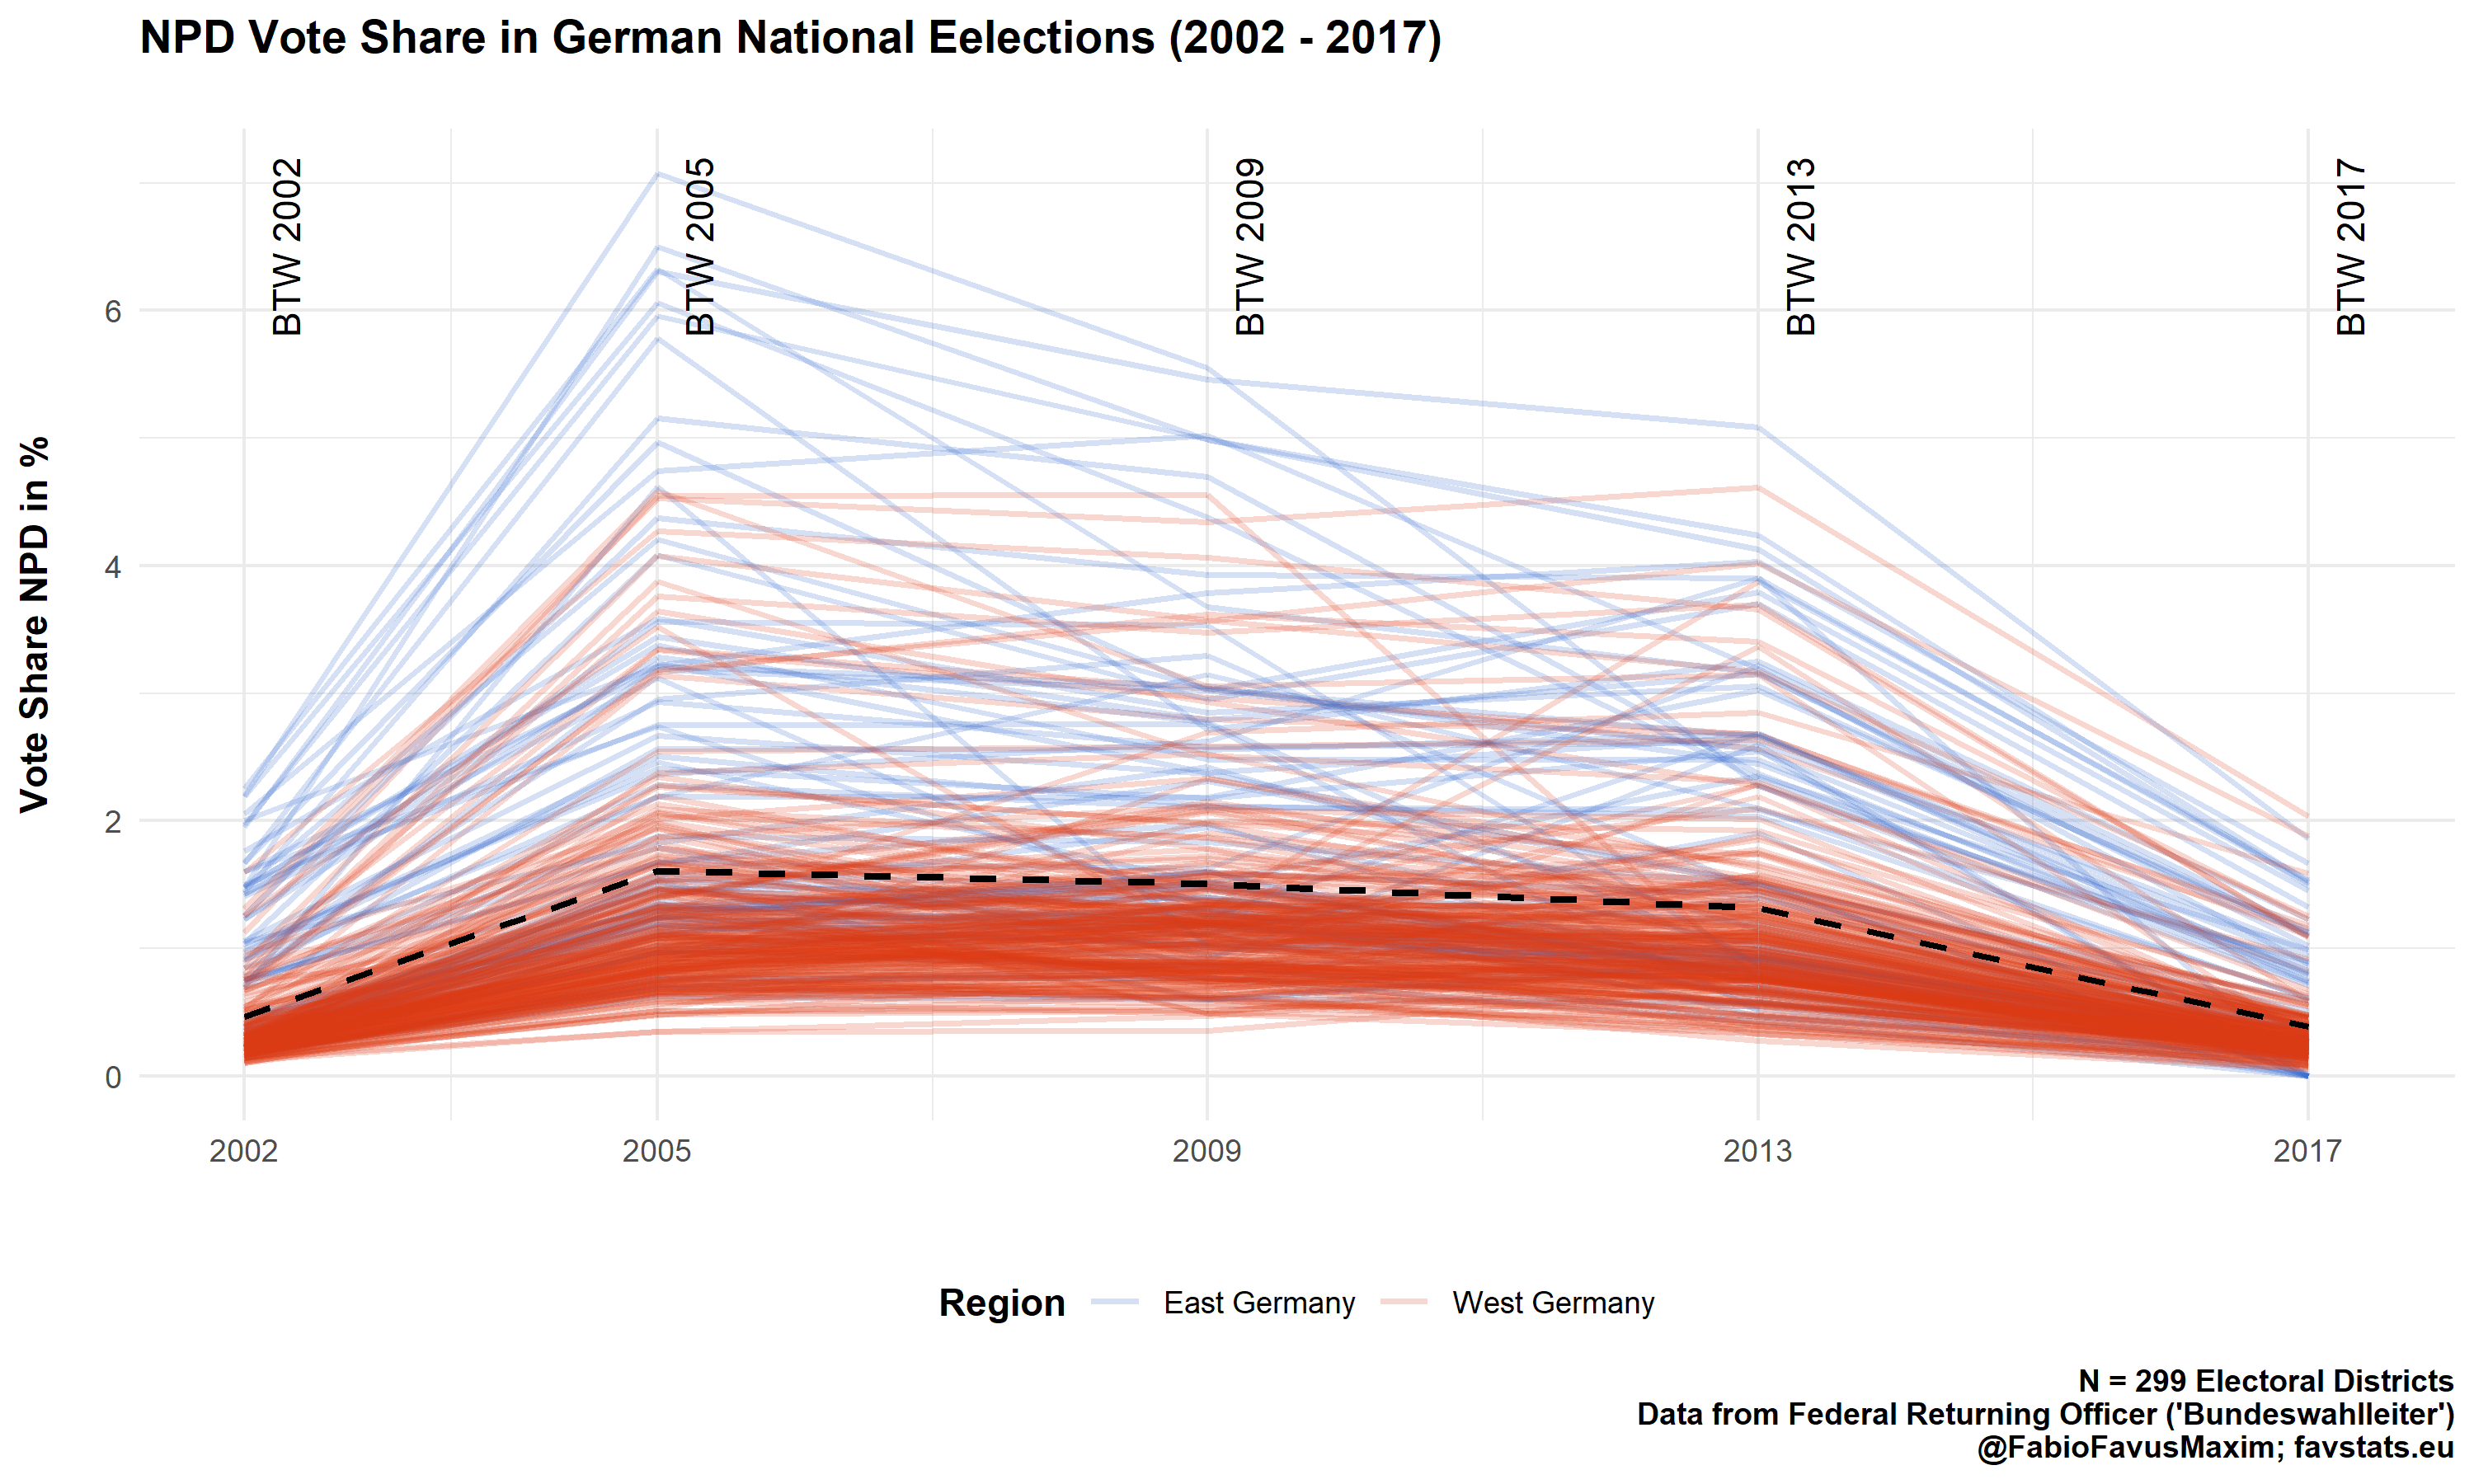 NPD Vote Share in German National Eelections (2002 - 2017)
BTW 2002
BTW 2005
BTW 2009
BTW 2013
BTW 2017
Vote Share NPD in %
6
4
2
0
2002
2005
2009
2013
2017
Region East Germany West Germany
N = 299 Electoral Districts
Data from Federal Returning Officer ('Bundeswahlleiter')
@FabioFavusMaxim; favstats.eu